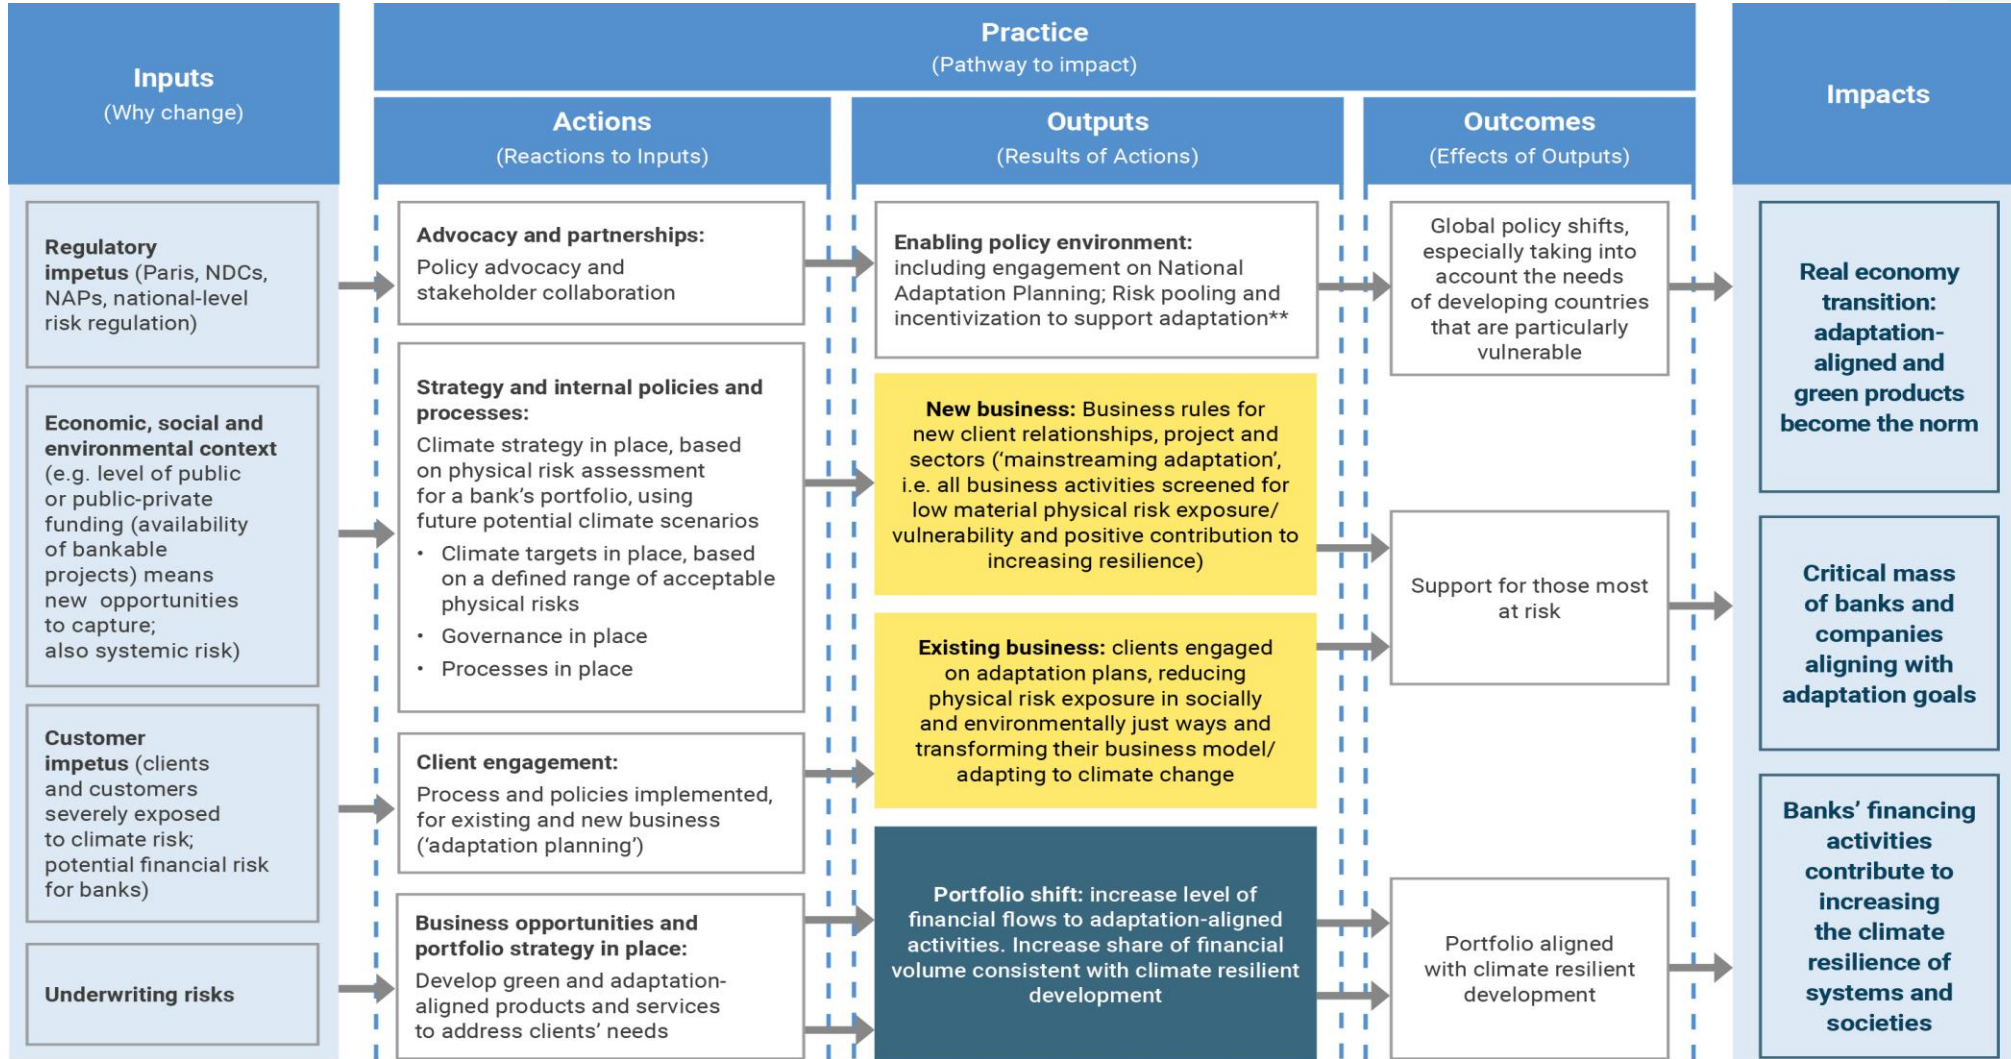 Inputs
(Why change)
Practice
(Pathway to impact)
Impacts
Actions
(Reactions to Inputs)
Outputs
(Results of Actions)
Outcomes
(Effects of Outputs)
Regulatory
impetus (Paris, NDCs,
NAPs, national-level
risk regulation)
Economic, social and
environmental context
(e.g. level of public
or public-private
funding (availability
of bankable
projects) means
new opportunities
to capture;
also systemic risk)
Customer
impetus (clients
and customers
severely exposed
to climate risk;
potential financial risk
for banks)
Underwriting risks
Advocacy and partnerships:
Policy advocacy and
stakeholder collaboration
Strategy and internal policies and
processes:
Climate strategy in place, based
on physical risk assessment
for a bank's portfolio, using
future potential climate scenarios
• Climate targets in place, based
on a defined range of acceptable
physical risks
• Governance in place
• Processes in place
Client engagement:
Process and policies implemented,
for existing and new business
('adaptation planning')
Business opportunities and
portfolio strategy in place:
Develop green and adaptation-
aligned products and services
to address clients' needs
Enabling policy environment:
including engagement on National
Adaptation Planning; Risk pooling and
incentivization to support adaptation**
New business: Business rules for
new client relationships, project and
sectors ('mainstreaming adaptation',
i.e. all business activities screened for
low material physical risk exposure/
vulnerability and positive contribution to
increasing resilience)
Existing business: clients engaged
on adaptation plans, reducing
physical risk exposure in socially
and environmentally just ways and
transforming their business model/
adapting to climate change
Portfolio shift: increase level of
financial flows to adaptation-aligned
activities. Increase share of financial
volume consistent with climate resilient
development
Global policy shifts,
especially taking into
account the needs
of developing countries
that are particularly
vulnerable
Support for those most
at risk
Portfolio aligned
with climate resilient
development
Real economy
transition:
adaptation-
aligned and
green products
become the norm
Critical mass
of banks and
companies
aligning with
adaptation goals
Banks' financing
activities
contribute to
increasing
the climate
resilience of
systems and
societies